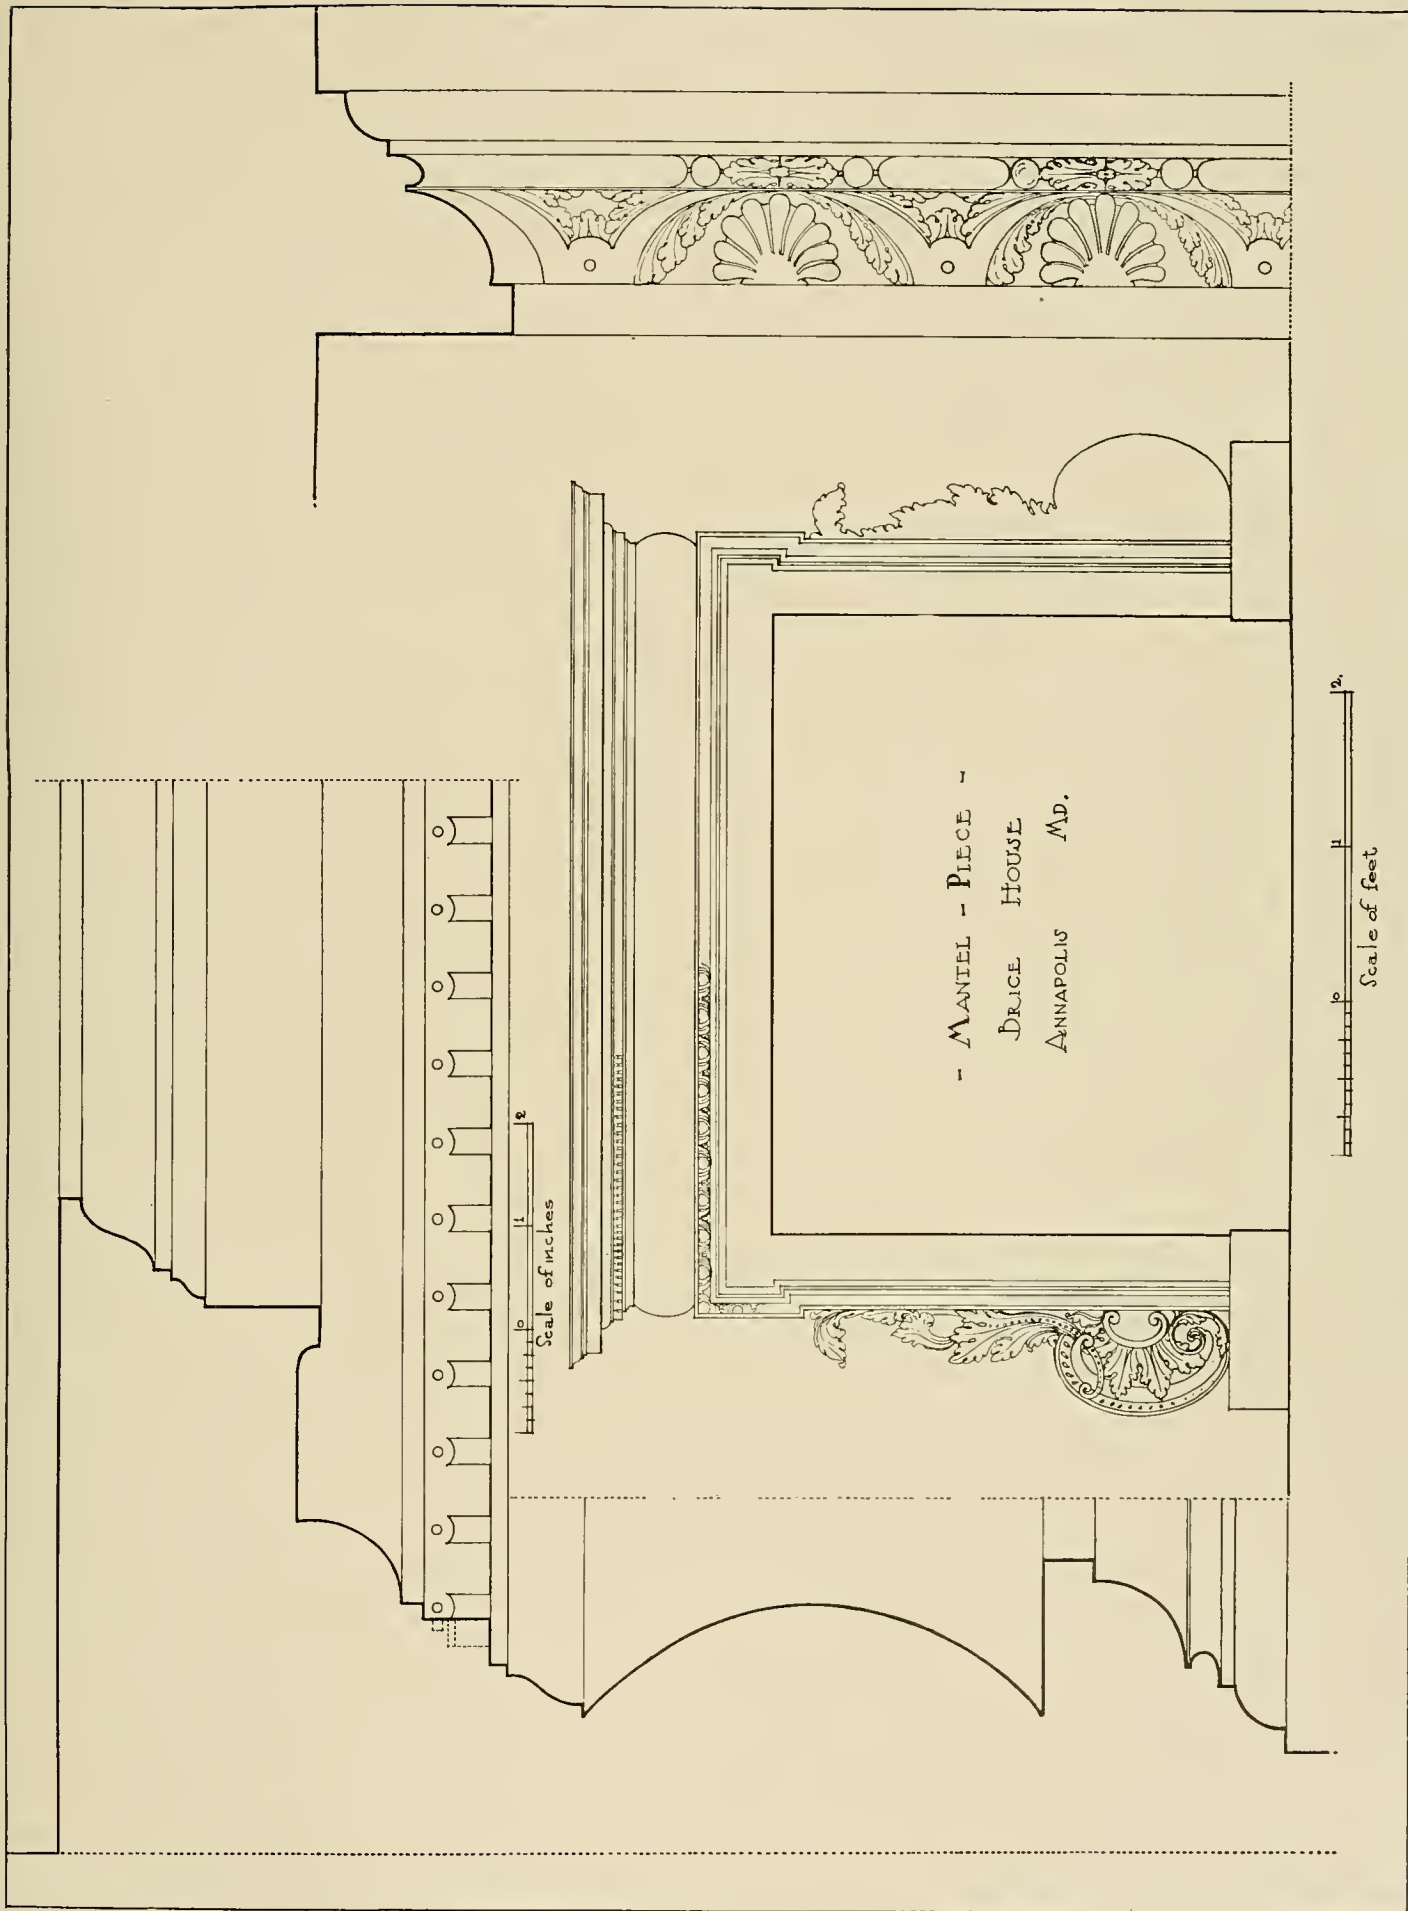 - MANTEL - PIECE -
BRICE HOUSE
ANNAPOLIS MD.
0 1 2
Scale of inches
0 1 2.
Scale of feet